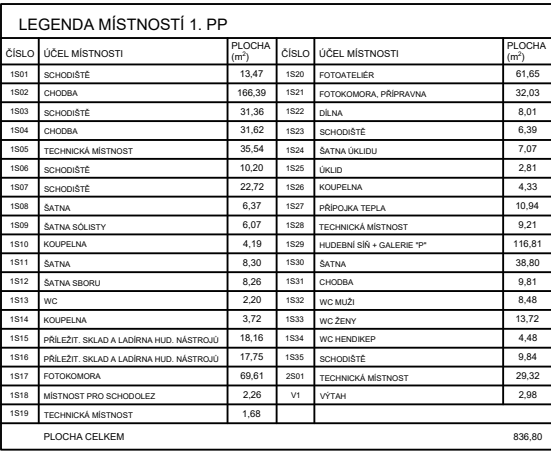 LEGENDA MÍSTNOSTÍ 1. PP
ČÍSLO ÚČEL MÍSTNOSTI PLOCHA (m²) ČÍSLO ÚČEL MÍSTNOSTI PLOCHA (m²)
1S01 SCHODIŠTĚ 13,47 1S20 FOTOATELIÉR 61,65
1S02 CHODBA 166,39 1S21 FOTOKOMORA, PŘÍPRAVNA 32,03
1S03 SCHODIŠTĚ 31,36 1S22 DÍLNA 8,01
1S04 CHODBA 31,62 1S23 SCHODIŠTĚ 6,39
1S05 TECHNICKÁ MÍSTNOST 35,54 1S24 ŠATNA ÚKLIDU 7,07
1S06 SCHODIŠTĚ 10,20 1S25 ÚKLID 2,81
1S07 SCHODIŠTĚ 22,72 1S26 KOUPELNA 4,33
1S08 ŠATNA 6,37 1S27 PŘÍPOJKA TEPLA 10,94
1S09 ŠATNA SÓLISTY 6,07 1S28 TECHNICKÁ MÍSTNOST 9,21
1S10 KOUPELNA 4,19 1S29 HUDEBNÍ SÍŇ + GALERIE "P" 116,81
1S11 ŠATNA 8,30 1S30 ŠATNA 38,80
1S12 ŠATNA SBORU 8,26 1S31 CHODBA 9,81
1S13 WC 2,20 1S32 WC MUŽI 8,48
1S14 KOUPELNA 3,72 1S33 WC ŽENY 13,72
1S15 PŘÍLEŽIT. SKLAD A LADÍRNA HUD. NÁSTROJŮ 18,16 1S34 WC HENDIKEP 4,48
1S16 PŘÍLEŽIT. SKLAD A LADÍRNA HUD. NÁSTROJŮ 17,75 1S35 SCHODIŠTĚ 9,84
1S17 FOTOKOMORA 69,61 2S01 TECHNICKÁ MÍSTNOST 29,32
1S18 MÍSTNOST PRO SCHODOLEZ 2,26 V1 VÝTAH 2,98
1S19 TECHNICKÁ MÍSTNOST 1,68
PLOCHA CELKEM 836,80